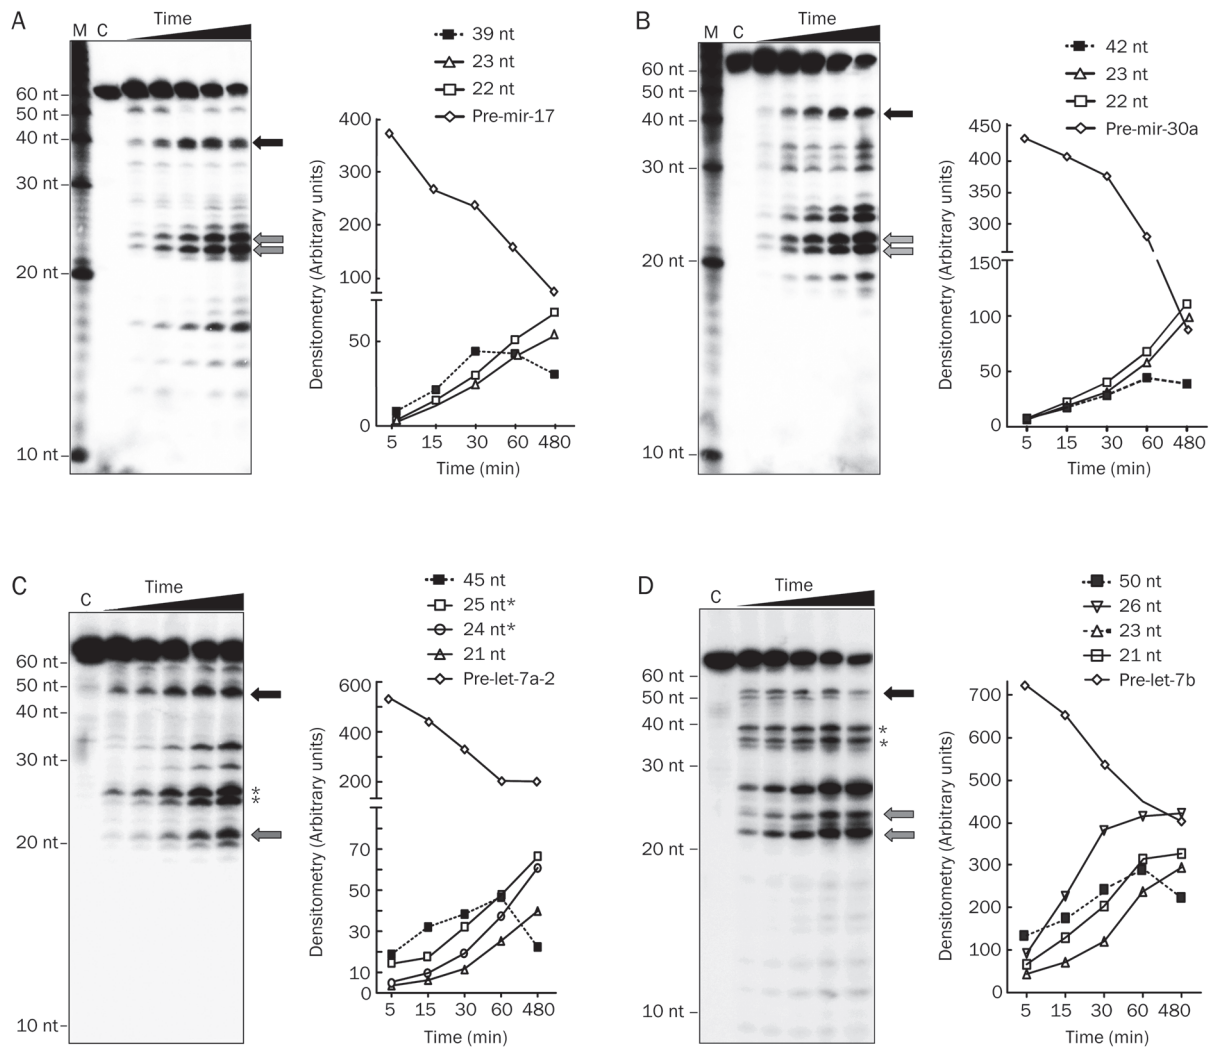 A
Time
M C
60 nt
50 nt
40 nt
30 nt
20 nt
10 nt
39 nt
23 nt
22 nt
Pre-mir-17
Densitometry (Arbitrary units)
400
300
200
100
50
0
5 15 30 60 480
Time (min)
B
Time
M C
60 nt
50 nt
40 nt
30 nt
20 nt
10 nt
42 nt
23 nt
22 nt
Pre-mir-30a
Densitometry (Arbitrary units)
450
400
350
300
150
100
50
0
5 15 30 60 480
Time (min)
C
Time
C
60 nt
50 nt
40 nt
30 nt
20 nt
10 nt
*
*
45 nt
25 nt*
24 nt*
21 nt
Pre-let-7a-2
Densitometry (Arbitrary units)
600
400
200
70
50
30
10
0
5 15 30 60 480
Time (min)
D
Time
C
60 nt
50 nt
40 nt
30 nt
20 nt
10 nt
*
*
50 nt
26 nt
23 nt
21 nt
Pre-let-7b
Densitometry (Arbitrary units)
700
600
500
400
300
200
100
0
5 15 30 60 480
Time (min)